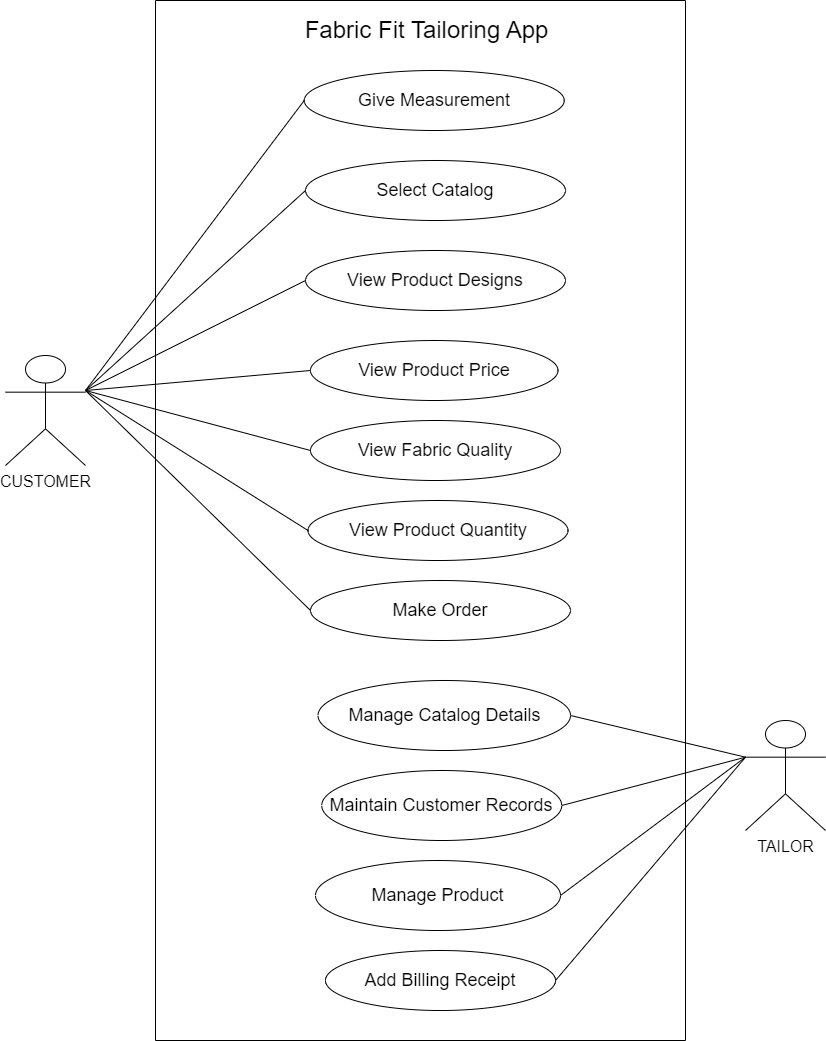 Fabric Fit Tailoring App
Give Measurement
Select Catalog
View Product Designs
View Product Price
View Fabric Quality
CUSTOMER
View Product Quantity
Make Order
Manage Catalog Details
Maintain Customer Records
TAILOR
Manage Product
Add Billing Receipt